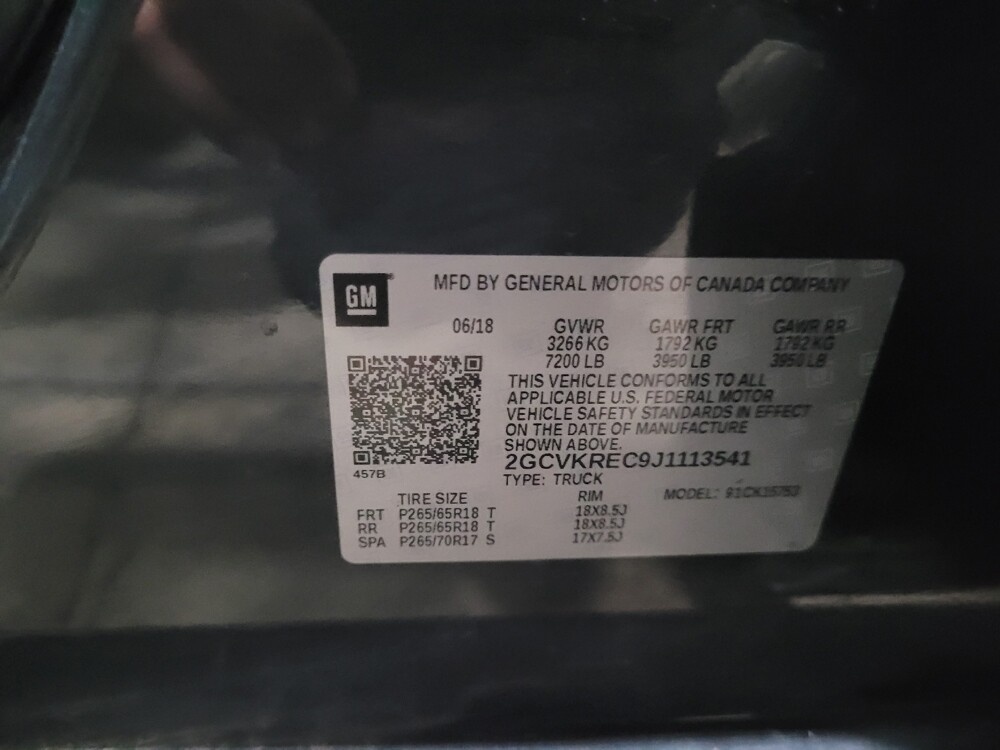 GM
MFD BY GENERAL MOTORS OF CANADA COMPANY
06/18 GVWR GAWR FRT GAWR RR
3266 KG 1792 KG 1792 KG
7200 LB 3950 LB 3950 LB
THIS VEHICLE CONFORMS TO ALL
APPLICABLE U.S. FEDERAL MOTOR
VEHICLE SAFETY STANDARDS IN EFFECT
ON THE DATE OF MANUFACTURE
SHOWN ABOVE.
457B
2GCVKREC9J1113541
TYPE: TRUCK
TIRE SIZE RIM MODEL:
FRT P265/65R18 T 18X8.5J
RR P265/65R18 T 18X8.5J
SPA P265/70R17 S 17X7.5J